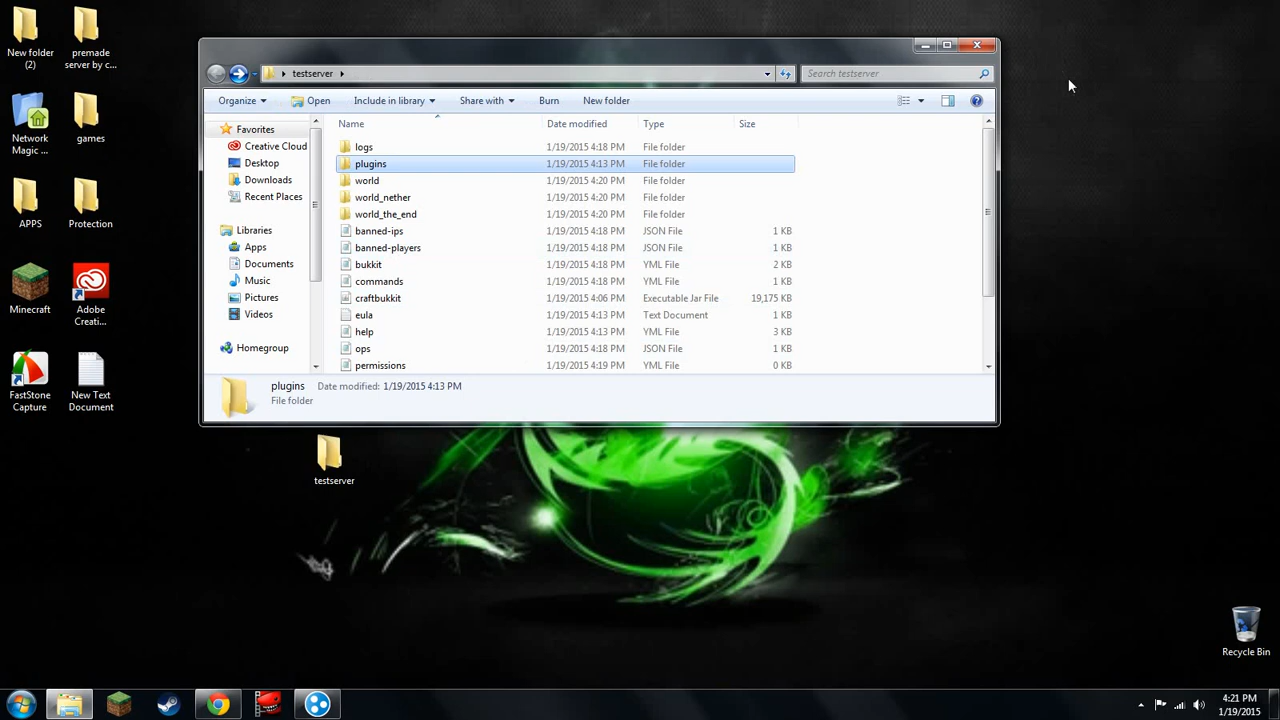 New folder
(2)
premade
server by c...
Network
Magic ...
games
APPS
Protection
Minecraft
Adobe
Creati...
FastStone
Capture
New Text
Document
testserver
Search testserver
Organize
Open
Include in library
Share with
Burn
New folder
Favorites
Creative Cloud
Desktop
Downloads
Recent Places
Libraries
Apps
Documents
Music
Pictures
Videos
Homegroup
Name Date modified Type Size
logs 1/19/2015 4:18 PM File folder
plugins 1/19/2015 4:13 PM File folder
world 1/19/2015 4:20 PM File folder
world_nether 1/19/2015 4:20 PM File folder
world_the_end 1/19/2015 4:20 PM File folder
banned-ips 1/19/2015 4:18 PM JSON File 1 KB
banned-players 1/19/2015 4:18 PM JSON File 1 KB
bukkit 1/19/2015 4:18 PM YML File 2 KB
commands 1/19/2015 4:18 PM YML File 1 KB
craftbukkit 1/19/2015 4:06 PM Executable Jar File 19,175 KB
eula 1/19/2015 4:13 PM Text Document 1 KB
help 1/19/2015 4:13 PM YML File 3 KB
ops 1/19/2015 4:18 PM JSON File 1 KB
permissions 1/19/2015 4:19 PM YML File 0 KB
plugins Date modified: 1/19/2015 4:13 PM
File folder
testserver
Recycle Bin
4:21 PM
1/19/2015